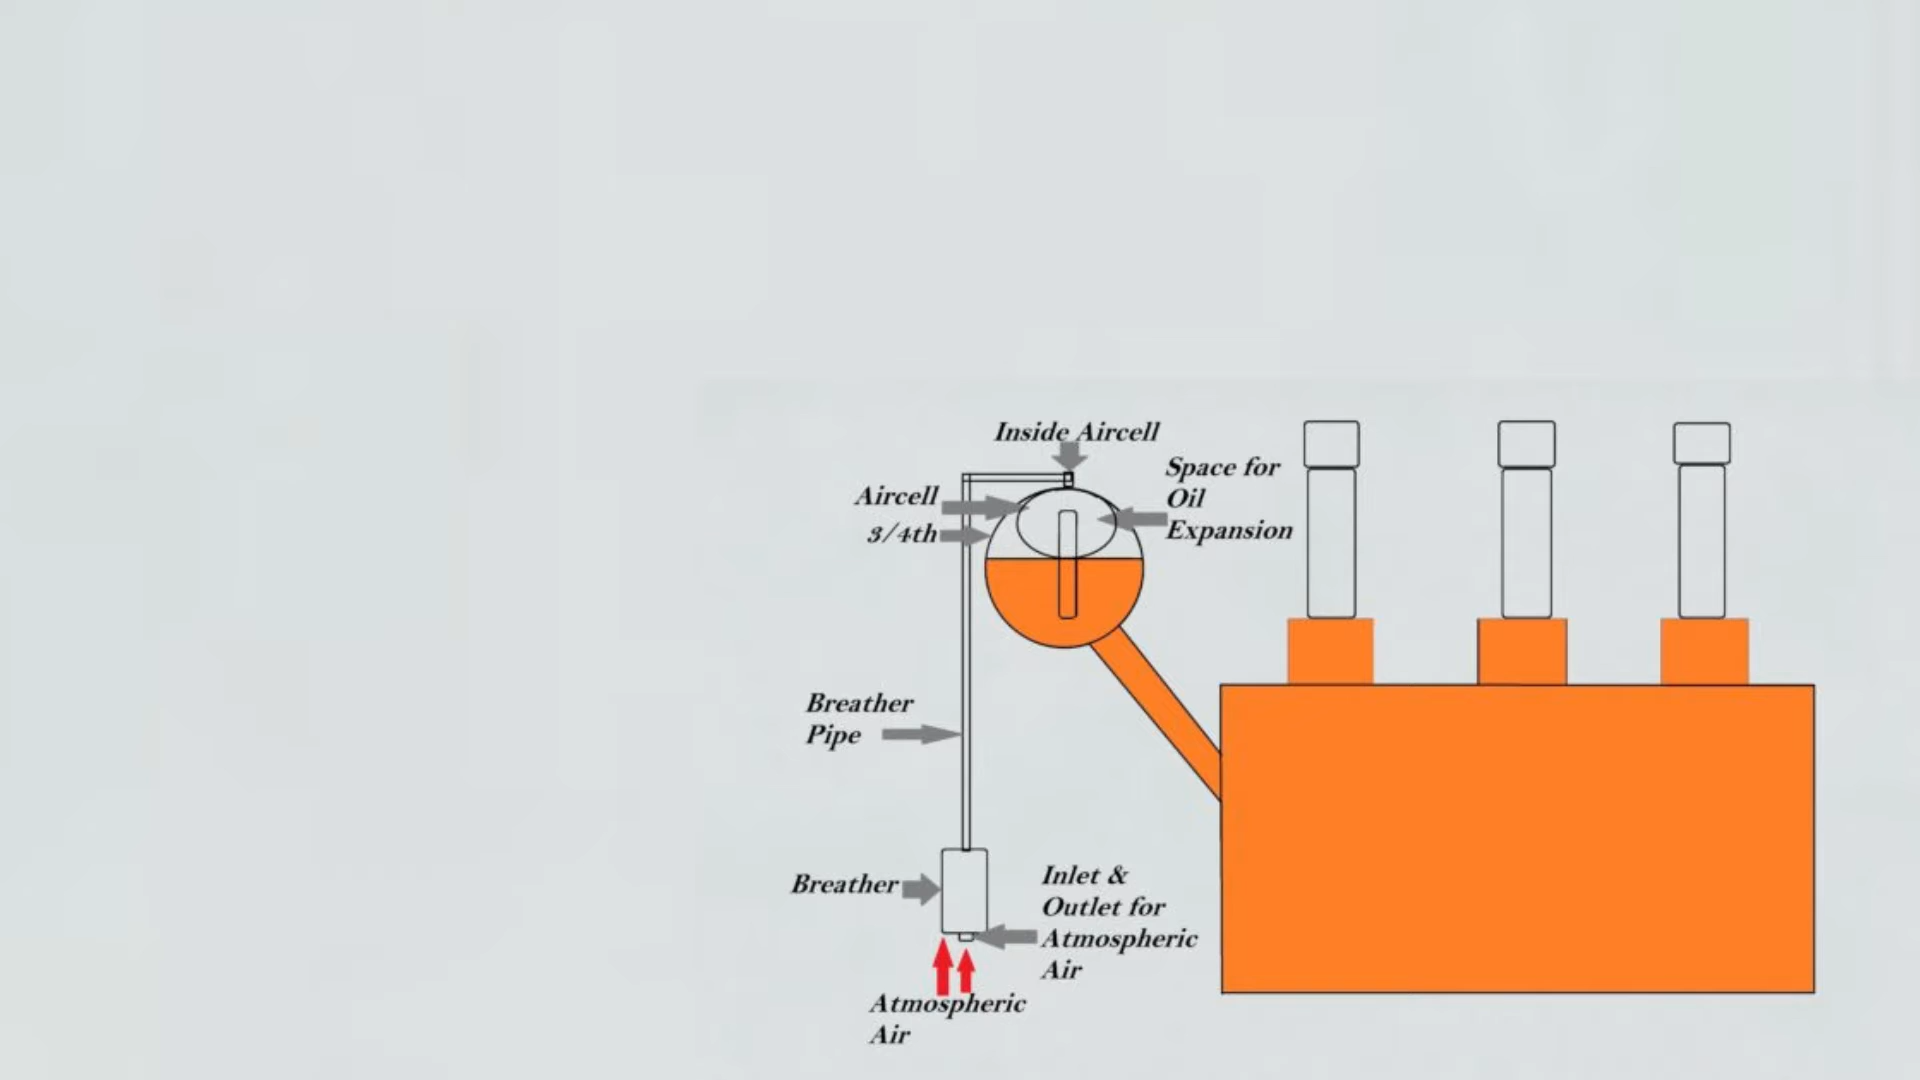 Inside Aircell
Space for
Oil
Expansion
Aircell
3/4th
Breather
Pipe
Breather
Inlet &
Outlet for
Atmospheric
Air
Atmospheric
Air